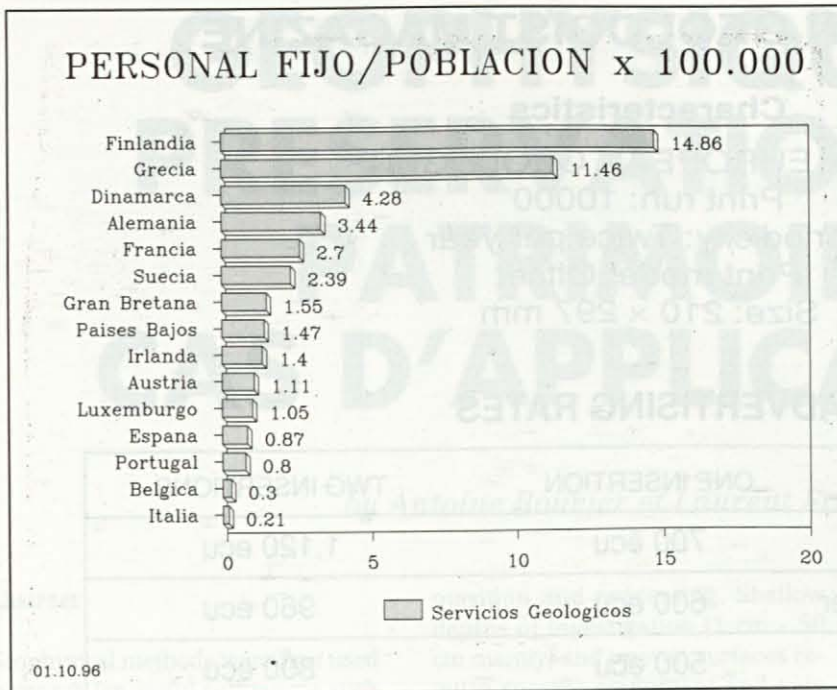 PERSONAL FIJO/POBLACION x 100.000
Finlandia 14.86
Grecia 11.46
Dinamarca 4.28
Alemania 3.44
Francia 2.7
Suecia 2.39
Gran Bretana 1.55
Paises Bajos 1.47
Irlanda 1.4
Austria 1.11
Luxemburgo 1.05
Espana 0.87
Portugal 0.8
Belgica 0.3
Italia 0.21
0 5 10 15 20
Servicios Geologicos
01.10.96